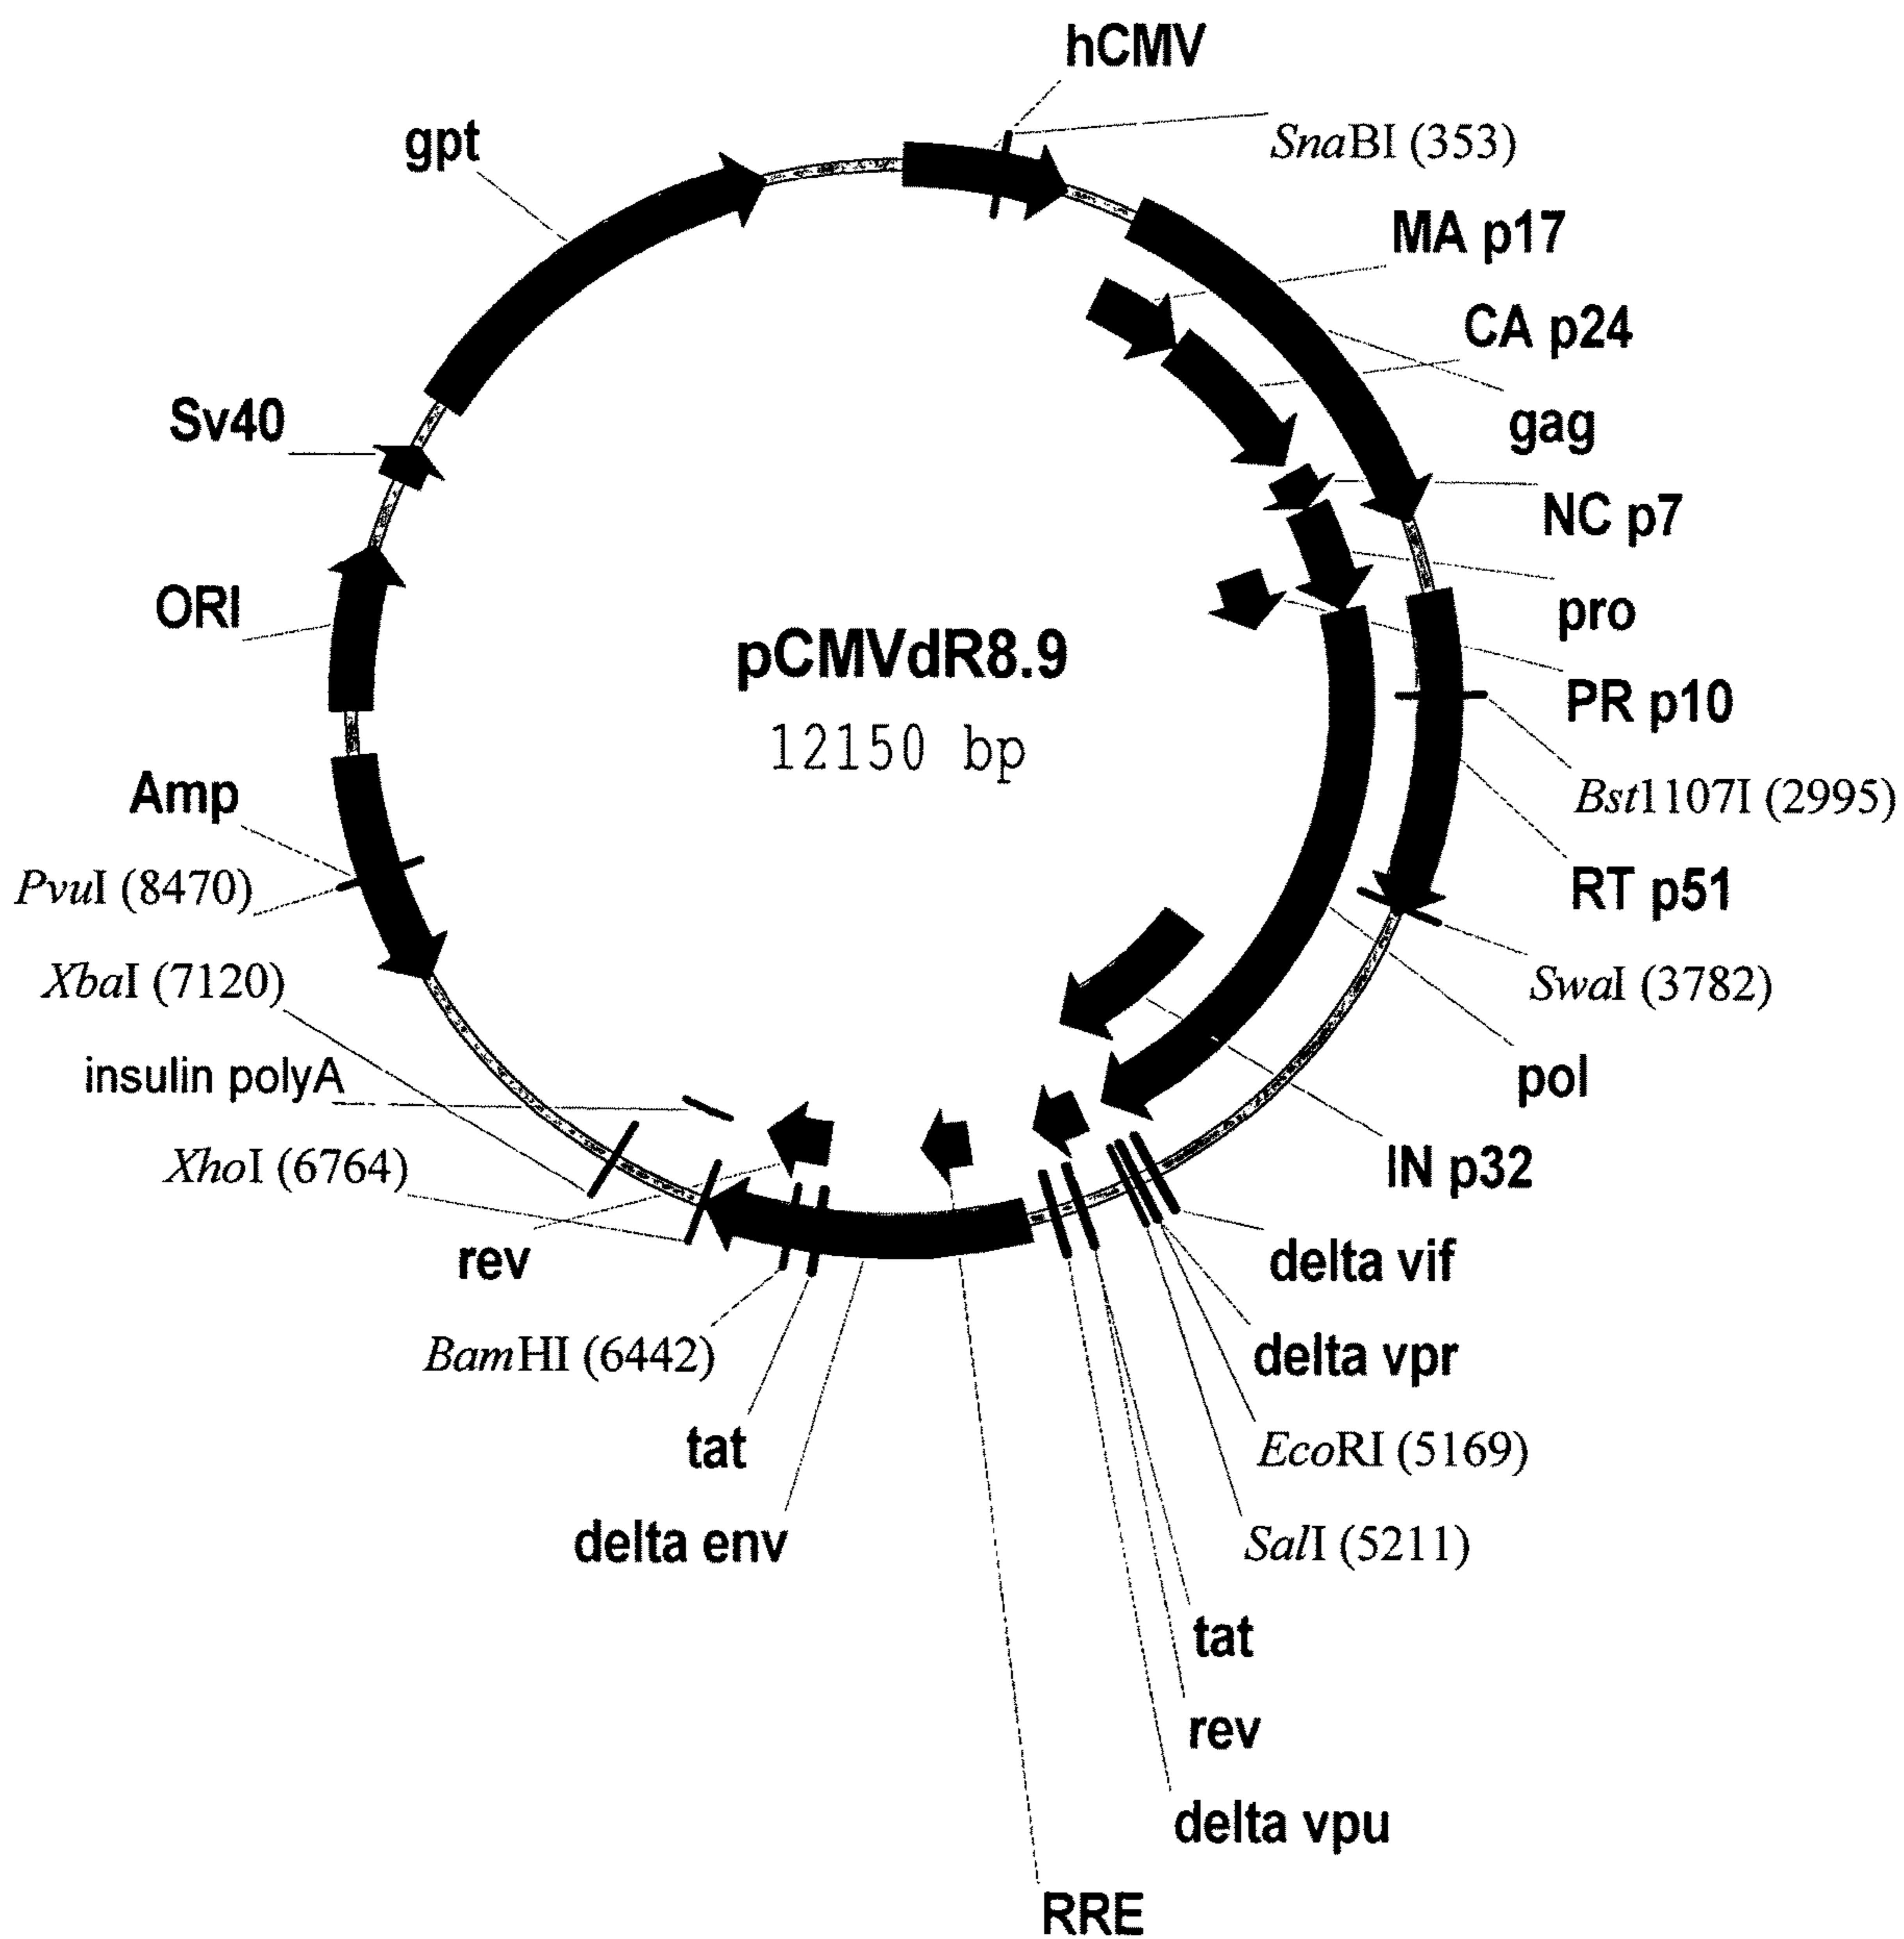 hCMV
SnaBI (353)
gpt
MA p17
CA p24
Sv40
gag
NC p7
ORI
pro
pCMVdR8.9
PR p10
12150 bp
Amp
Bst1107I (2995)
PvuI (8470)
RT p51
XbaI (7120)
SwaI (3782)
insulin polyA
pol
XhoI (6764)
IN p32
rev
delta vif
BamHI (6442)
delta vpr
tat
EcoRI (5169)
delta env
SalI (5211)
tat
rev
delta vpu
RRE